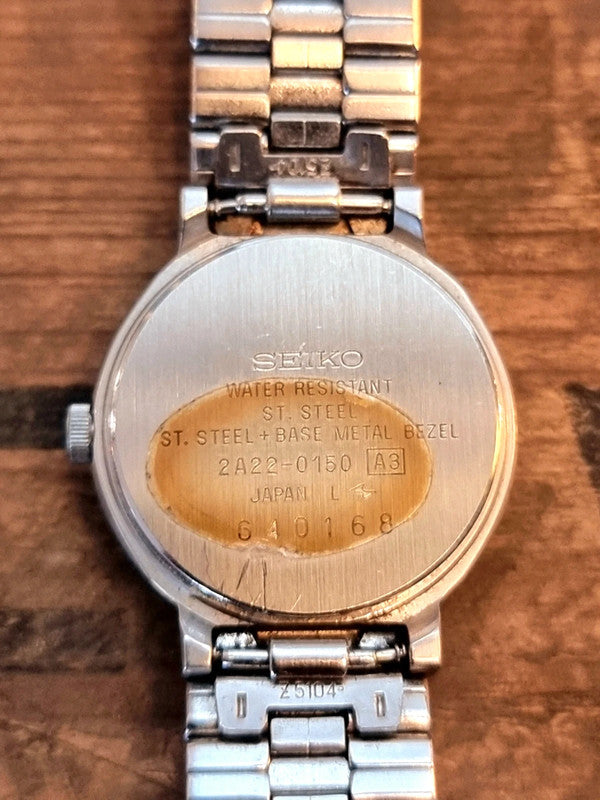 SEIKO
WATER RESISTANT
ST. STEEL
ST. STEEL + BASE METAL BEZEL
2A22-0150 A3
JAPAN L
640168
Z5104